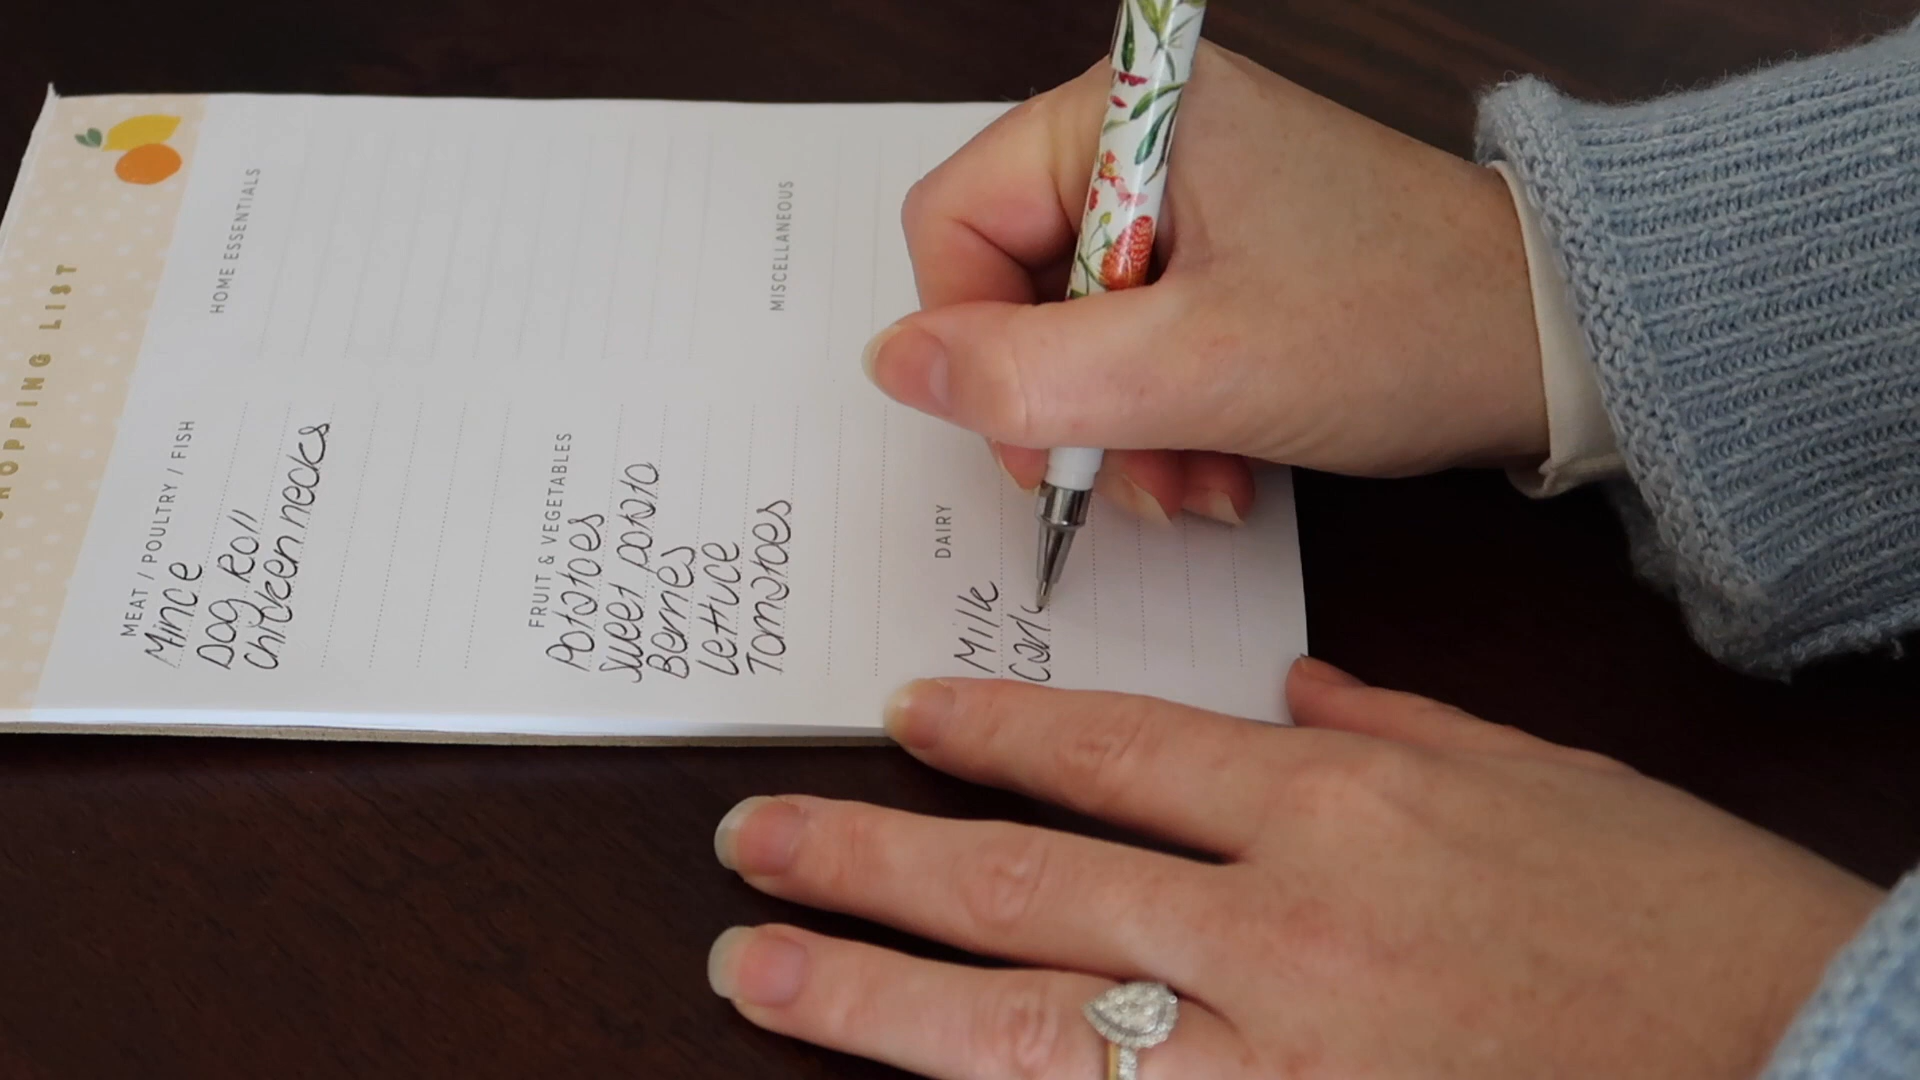 HOPPING LIST
MEAT / POULTRY / FISH
Mince
Dog Roll
Chicken necks
HOME ESSENTIALS
FRUIT & VEGETABLES
Potatoes
Sweet potato
Berries
Lettuce
Tomatoes
MISCELLANEOUS
DAIRY
Milk